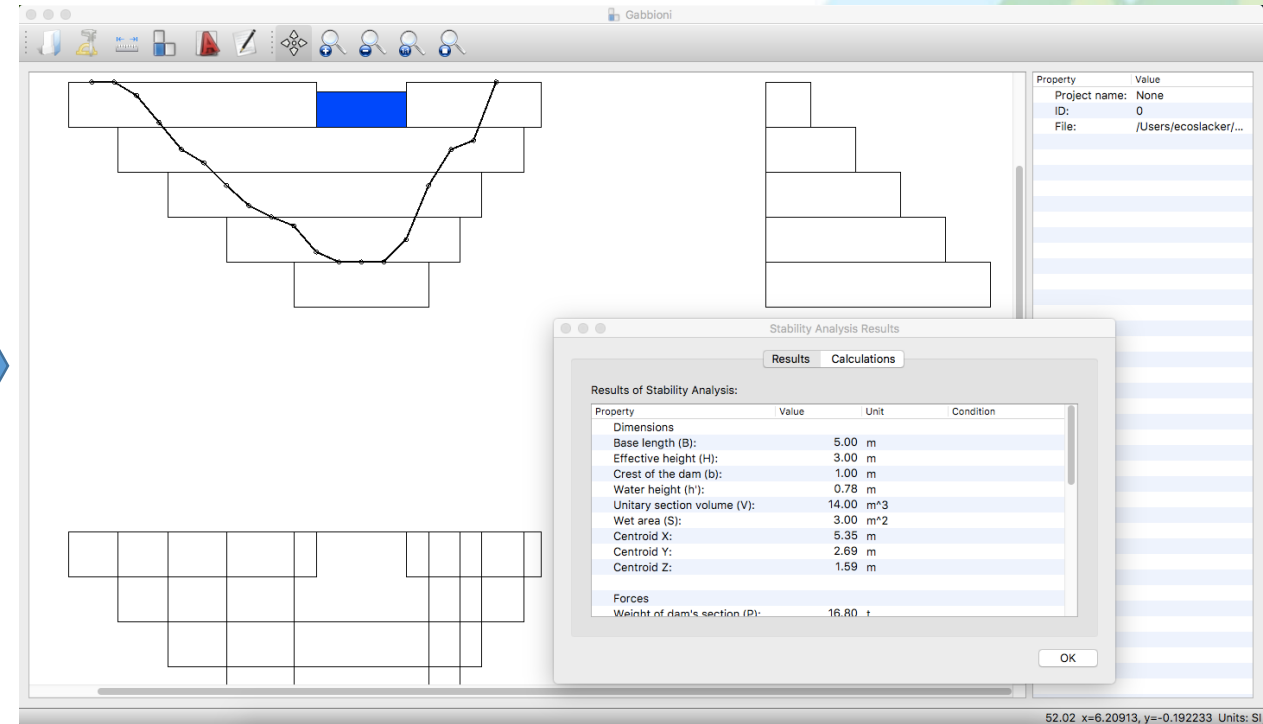 Gabbioni
Property Value
Project name: None
ID: 0
File: /Users/ecoslacker/...
Stability Analysis Results
Results Calculations
Results of Stability Analysis:
Property Value Unit Condition
Dimensions
Base length (B): 5.00 m
Effective height (H): 3.00 m
Crest of the dam (b): 1.00 m
Water height (h'): 0.78 m
Unitary section volume (V): 14.00 m^3
Wet area (S): 3.00 m^2
Centroid X: 5.35 m
Centroid Y: 2.69 m
Centroid Z: 1.59 m
Forces
Weight of dam's section (P): 16.80 t
OK
52.02 x=6.20913, y=-0.192233 Units: SI